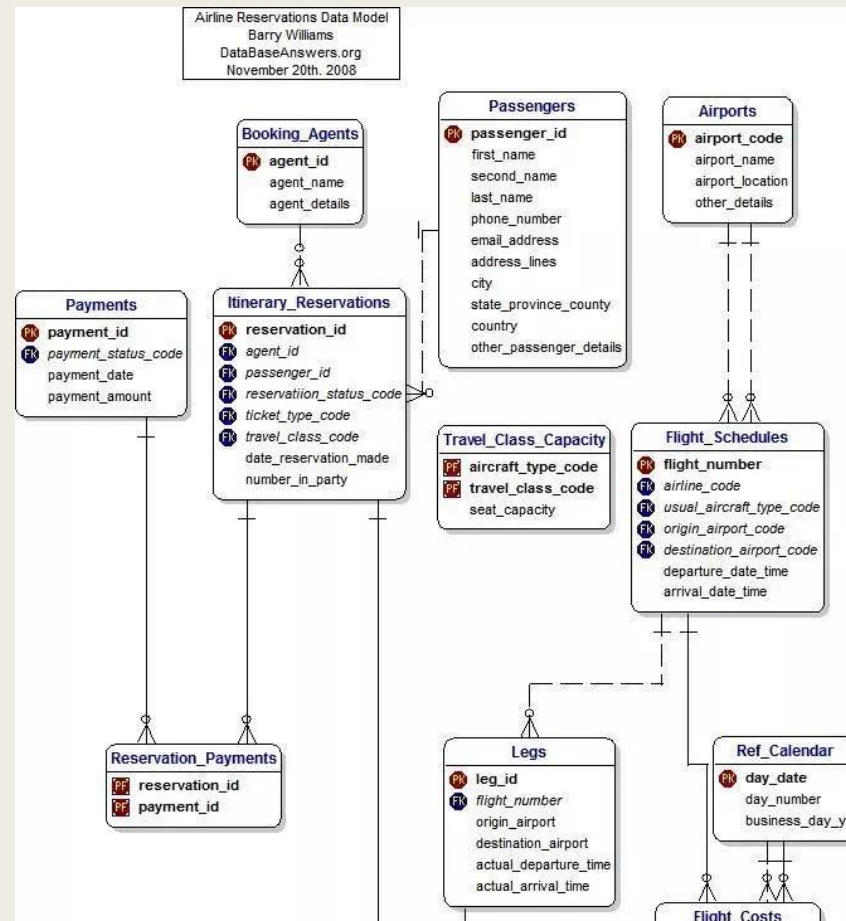 Airline Reservations Data Model
Barry Williams
DataBaseAnswers.org
November 20th. 2008
Booking_Agents
PK agent_id
agent_name
agent_details
Passengers
PK passenger_id
first_name
second_name
last_name
phone_number
email_address
address_lines
city
state_province_county
country
other_passenger_details
Airports
PK airport_code
airport_name
airport_location
other_details
Payments
PK payment_id
FK payment_status_code
payment_date
payment_amount
Itinerary_Reservations
PK reservation_id
FK agent_id
FK passenger_id
FK reservatiion_status_code
FK ticket_type_code
FK travel_class_code
date_reservation_made
number_in_party
Travel_Class_Capacity
PF aircraft_type_code
PF travel_class_code
seat_capacity
Flight_Schedules
PK flight_number
FK airline_code
FK usual_aircraft_type_code
FK origin_airport_code
FK destination_airport_code
departure_date_time
arrival_date_time
Reservation_Payments
PF reservation_id
PF payment_id
Legs
PK leg_id
FK flight_number
origin_airport
destination_airport
actual_departure_time
actual_arrival_time
Ref_Calendar
PK day_date
day_number
business_day_y
Flight_Costs